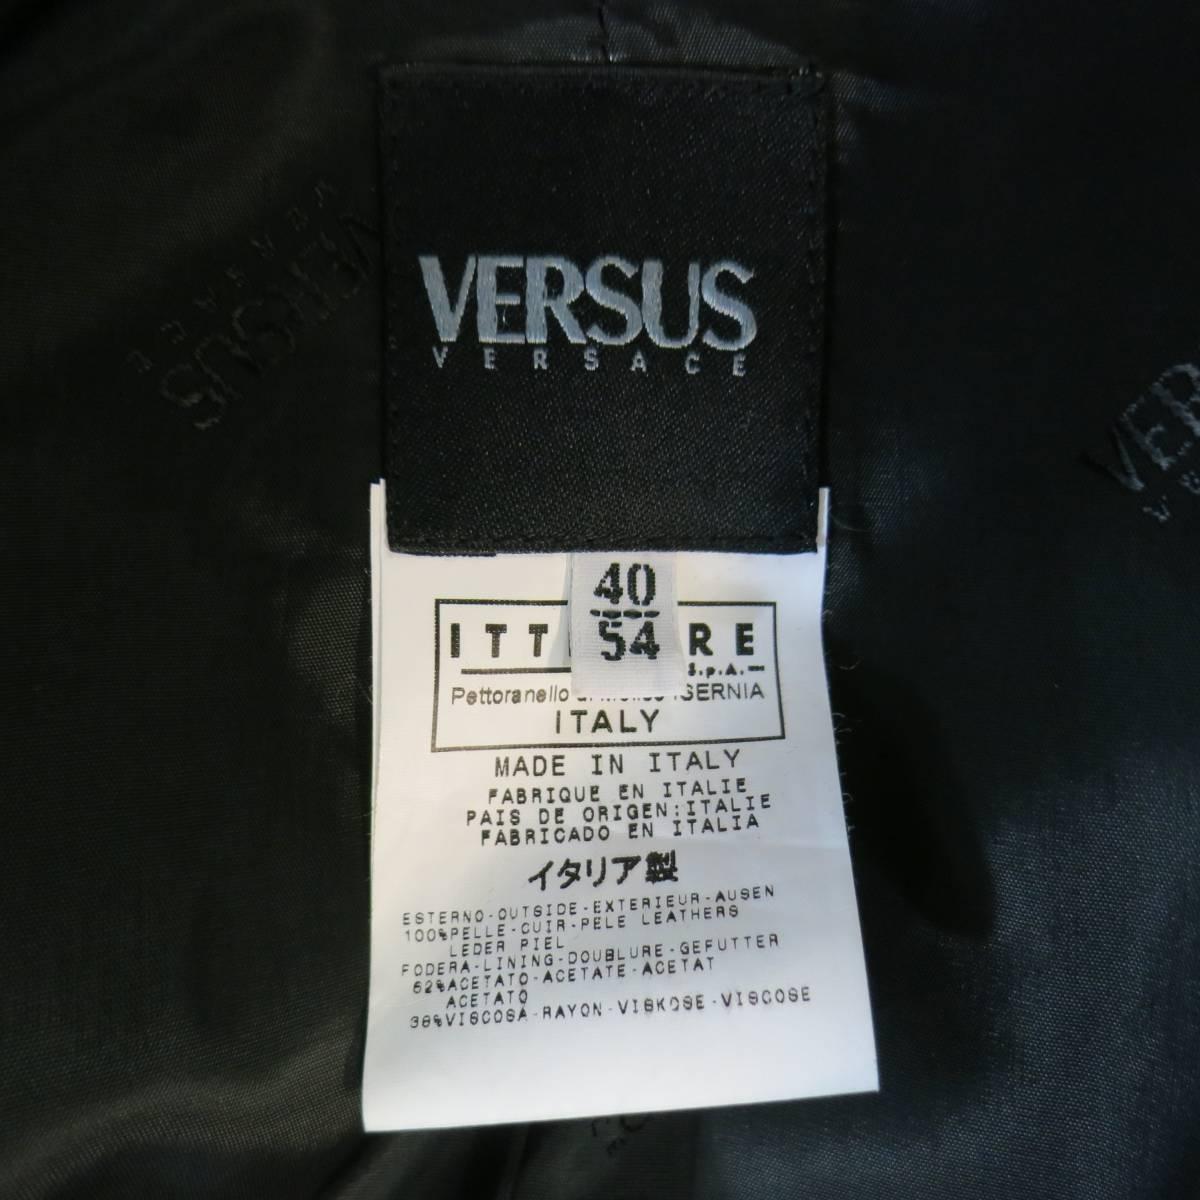 VERSUS
VERSACE
40
54
S.p.A.
Pettoranello ISERNIA
ITALY
MADE IN ITALY
FABRIQUE EN ITALIE
PAIS DE ORIGEN:ITALIE
FABRICADO EN ITALIA
イタリア製
ESTERNO-OUTSIDE-EXTERIEUR-AUSEN
100%PELLE-CUIR-PELE LEATHERS
LEDER PIEL
FODERA-LINING-DOUBLURE-GEFUTTER
62%ACETATO-ACETATE-ACETAT
ACETATO
38%VISCOSA-RAYON-VISKOSE-VISCOSE
VERSUS